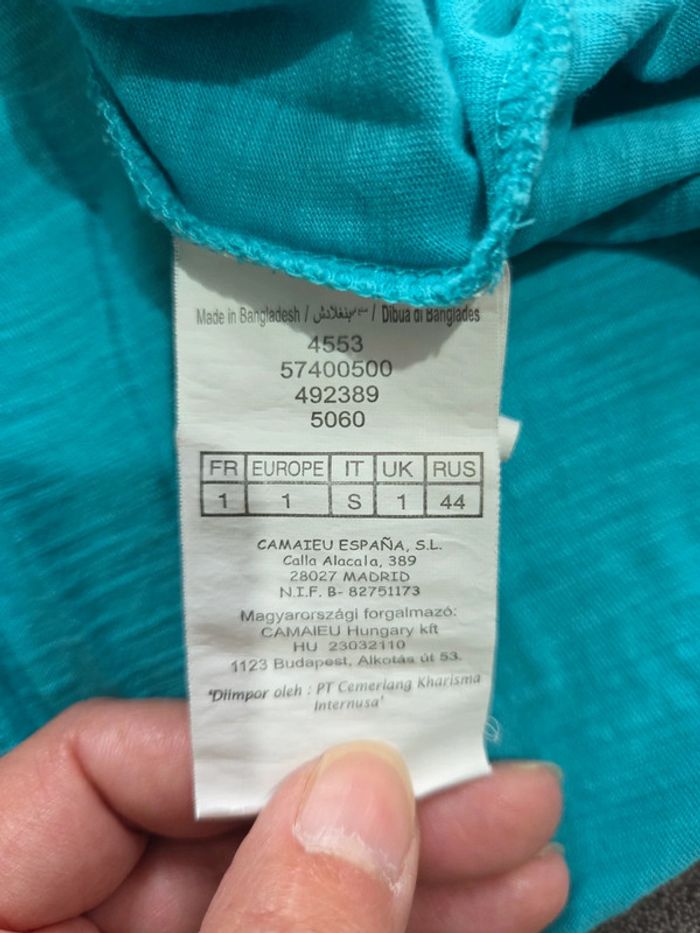 Made in Bangladesh / صنع بنغلادش / Dibua di Banglades
4553
57400500
492389
5060
FR EUROPE IT UK RUS
1 1 S 1 44
CAMAIEU ESPAÑA, S.L.
Calla Alacala, 389
28027 MADRID
N.I.F. B- 82751173
Magyarországi forgalmazó:
CAMAIEU Hungary kft
HU 23032110
1123 Budapest, Alkotás út 53.
'Diimpor oleh : PT Cemerlang Kharisma
Internusa'